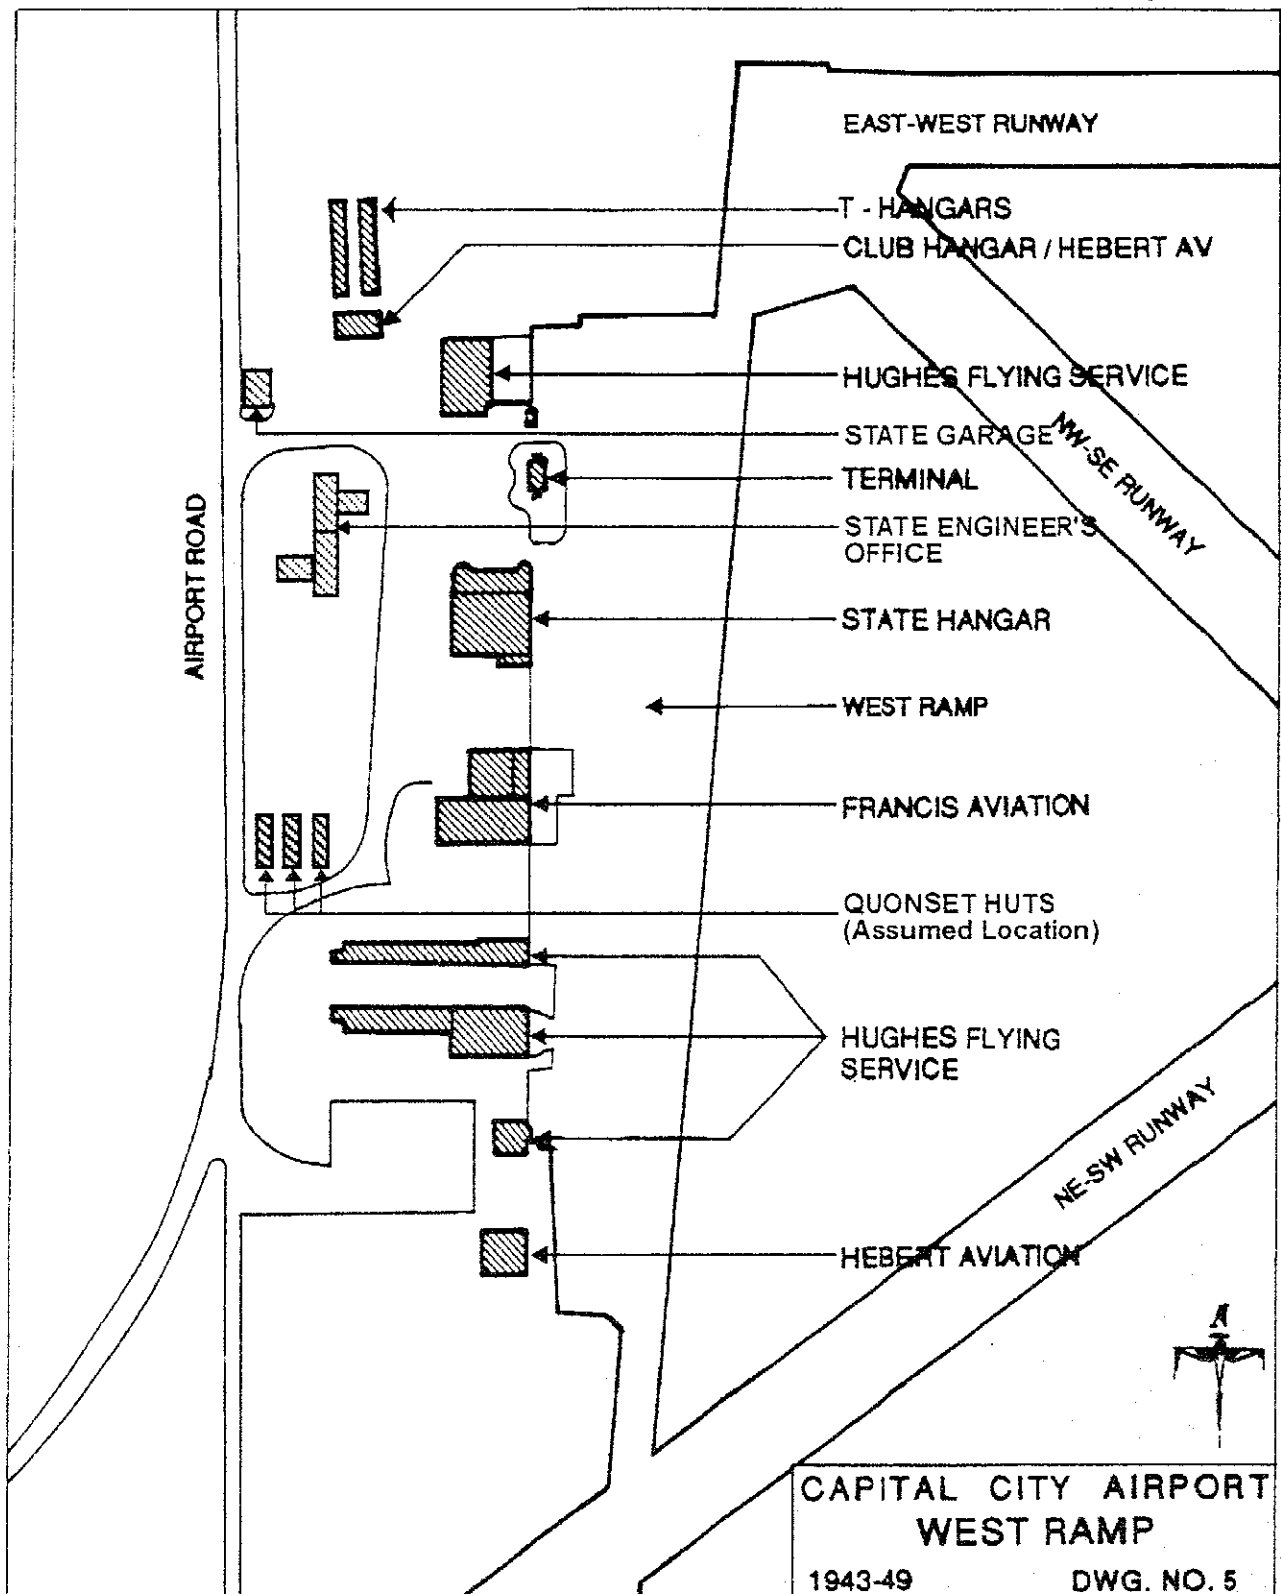 EAST-WEST RUNWAY
T - HANGARS
CLUB HANGAR / HEBERT AV
HUGHES FLYING SERVICE
STATE GARAGE
NW-SE RUNWAY
TERMINAL
STATE ENGINEER'S
OFFICE
AIRPORT ROAD
STATE HANGAR
WEST RAMP
FRANCIS AVIATION
QUONSET HUTS
(Assumed Location)
HUGHES FLYING
SERVICE
NE-SW RUNWAY
HEBERT AVIATION
N
CAPITAL CITY AIRPORT
WEST RAMP
1943-49 DWG. NO. 5